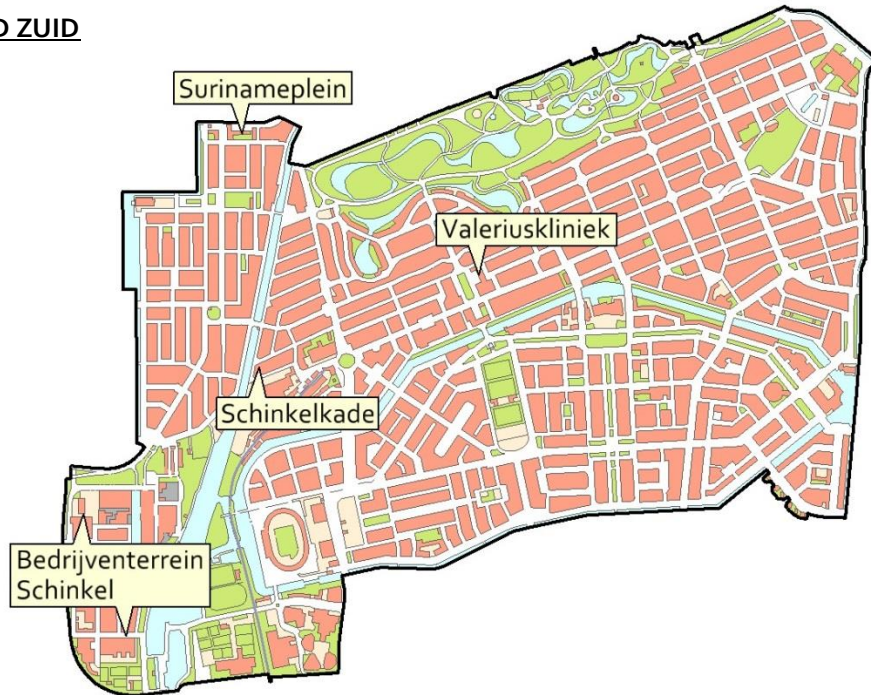 D ZUID
Surinameplein
Valeriuskliniek
Schinkelkade
Bedrijventerrein
Schinkel